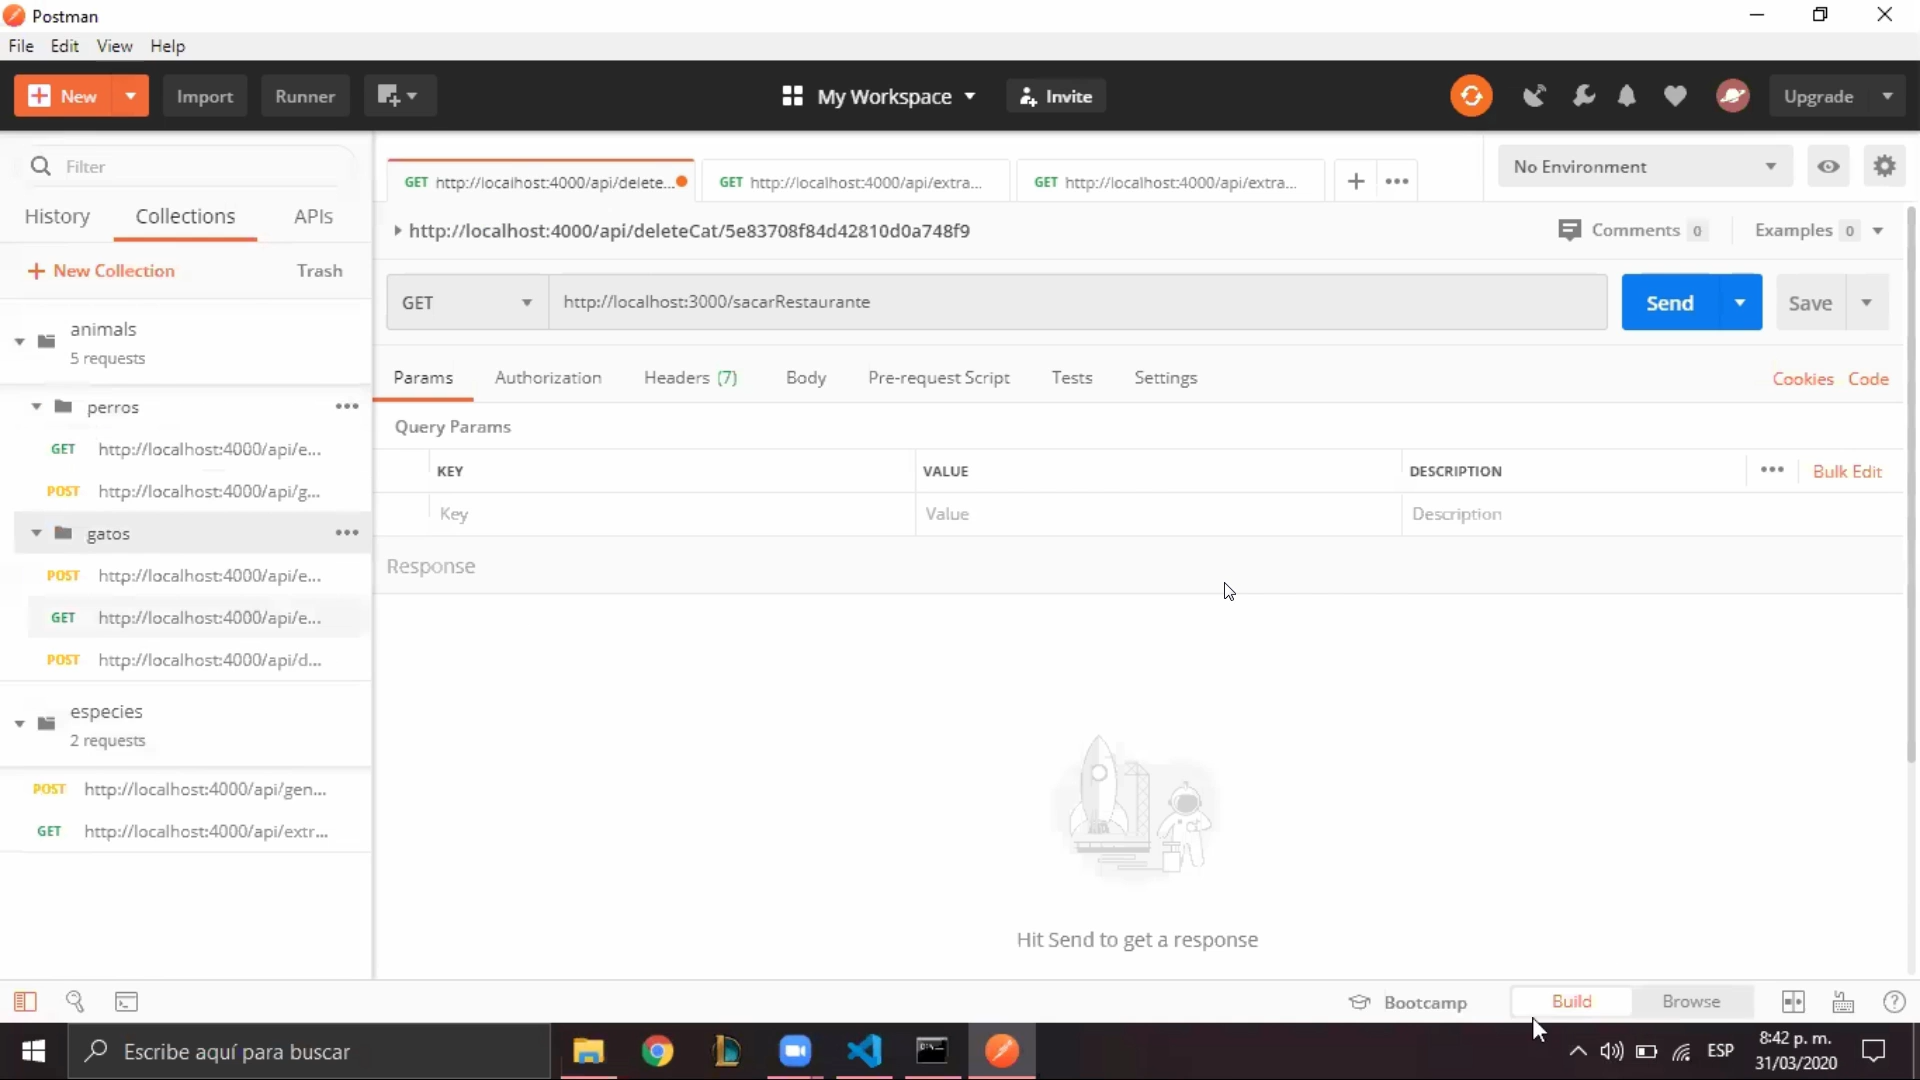 Postman
File Edit View Help
New Import Runner My Workspace Invite Upgrade
Filter
History Collections APIs
New Collection Trash
animals
5 requests
perros
GET http://localhost:4000/api/e...
POST http://localhost:4000/api/g...
gatos
POST http://localhost:4000/api/e...
GET http://localhost:4000/api/e...
POST http://localhost:4000/api/d...
especies
2 requests
POST http://localhost:4000/api/gen...
GET http://localhost:4000/api/extr...
GET http://localhost:4000/api/delete... GET http://localhost:4000/api/extra... GET http://localhost:4000/api/extra... No Environment
http://localhost:4000/api/deleteCat/5e83708f84d42810d0a748f9 Comments 0 Examples 0
GET http://localhost:3000/sacarRestaurante Send Save
Params Authorization Headers (7) Body Pre-request Script Tests Settings Cookies Code
Query Params
KEY VALUE DESCRIPTION Bulk Edit
Key Value Description
Response
Hit Send to get a response
Bootcamp Build Browse
Escribe aquí para buscar
ESP
8:42 p. m.
31/03/2020